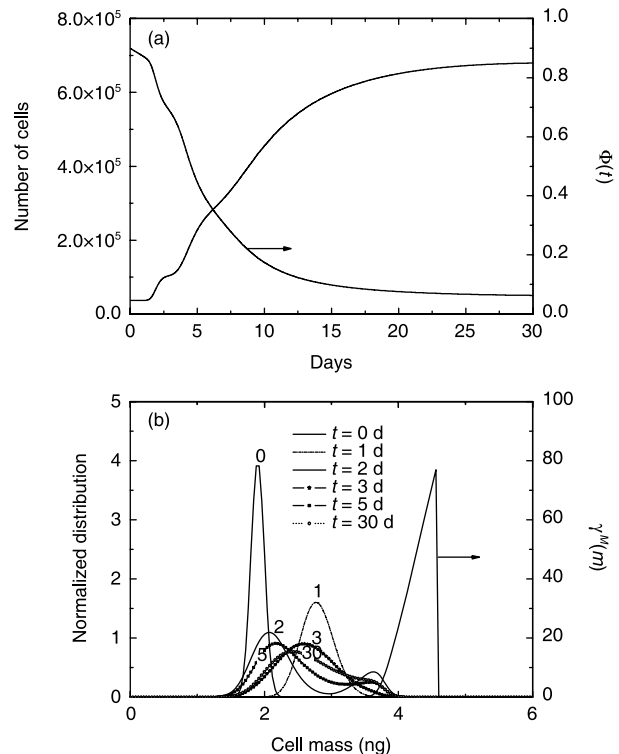 (a)
8.0×10⁵
6.0×10⁵
4.0×10⁵
2.0×10⁵
0.0
Number of cells
1.0
0.8
0.6
0.4
0.2
0.0
Φ(t)
0 5 10 15 20 25 30
Days
(b)
5
4
3
2
1
0
Normalized distribution
t = 0 d
t = 1 d
t = 2 d
t = 3 d
t = 5 d
t = 30 d
0
1
2
3
5
30
100
80
60
40
20
0
γᴹ(m)
0 2 4 6
Cell mass (ng)